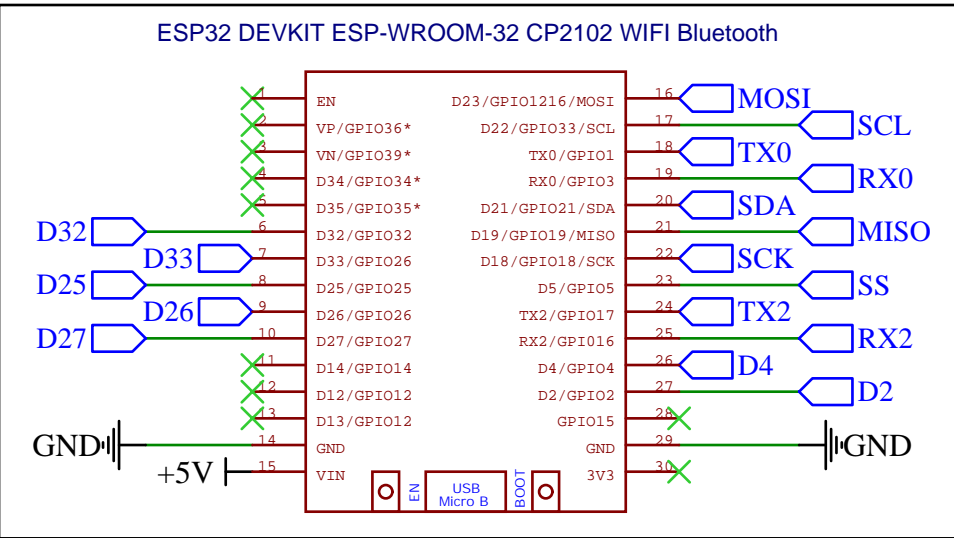 ESP32 DEVKIT ESP-WROOM-32 CP2102 WIFI Bluetooth
1 EN D23/GPIO1216/MOSI 16 MOSI
2 VP/GPIO36* D22/GPIO33/SCL 17 SCL
3 VN/GPIO39* TX0/GPIO1 18 TX0
4 D34/GPIO34* RX0/GPIO3 19 RX0
5 D35/GPIO35* D21/GPIO21/SDA 20 SDA
D32 6 D32/GPIO32 D19/GPIO19/MISO 21 MISO
D33 7 D33/GPIO26 D18/GPIO18/SCK 22 SCK
D25 8 D25/GPIO25 D5/GPIO5 23 SS
D26 9 D26/GPIO26 TX2/GPIO17 24 TX2
D27 10 D27/GPIO27 RX2/GPI016 25 RX2
11 D14/GPIO14 D4/GPIO4 26 D4
12 D12/GPIO12 D2/GPIO2 27 D2
13 D13/GPIO12 GPIO15 28
GND 14 GND GND 29 GND
+5V 15 VIN 3V3 30
EN USB BOOT
Micro B